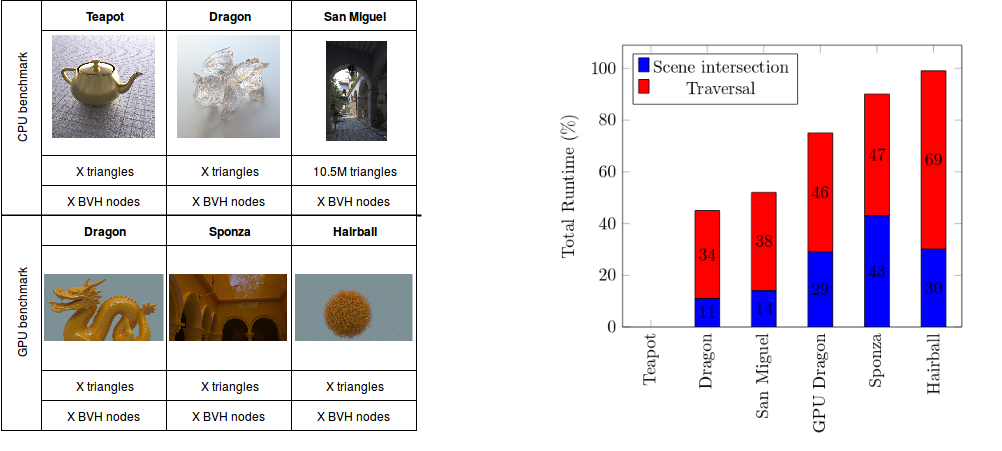 Teapot Dragon San Miguel
CPU benchmark
X triangles X triangles 10.5M triangles
X BVH nodes X BVH nodes X BVH nodes
Dragon Sponza Hairball
GPU benchmark
X triangles X triangles X triangles
X BVH nodes X BVH nodes X BVH nodes
Scene intersection
Traversal
Total Runtime (%)
100
80
60
40
20
0
34 38 46 47 69
11 14 29 43 30
Teapot
Dragon
San Miguel
GPU Dragon
Sponza
Hairball